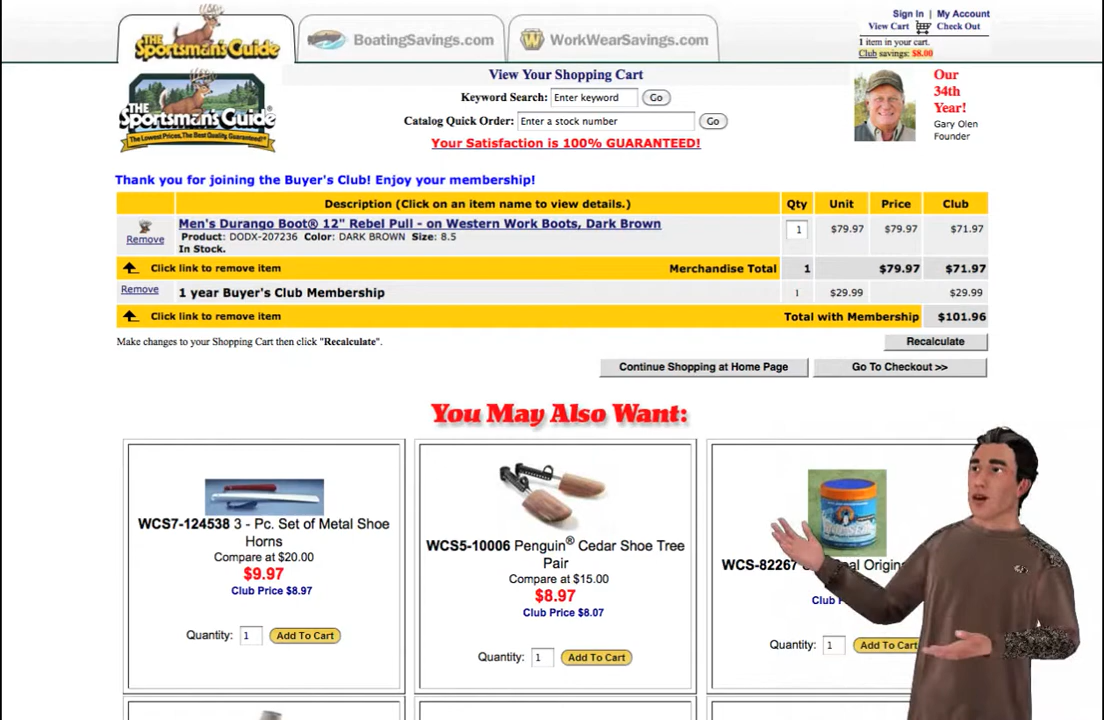 Sign In | My Account
View Cart Check Out
1 item in your cart.
Club savings: $8.00
THE Sportsman's Guide
BoatingSavings.com
WorkWearSavings.com
THE Sportsman's Guide®
The Lowest Prices, The Best Quality, Guaranteed!
View Your Shopping Cart
Keyword Search: Enter keyword Go
Catalog Quick Order: Enter a stock number Go
Your Satisfaction is 100% GUARANTEED!
Our
34th
Year!
Gary Olen
Founder
Thank you for joining the Buyer's Club! Enjoy your membership!
Description (Click on an item name to view details.) Qty Unit Price Club
Remove Men's Durango Boot® 12" Rebel Pull - on Western Work Boots, Dark Brown 1 $79.97 $79.97 $71.97
Product: DODX-207236 Color: DARK BROWN Size: 8.5
In Stock.
Click link to remove item Merchandise Total 1 $79.97 $71.97
Remove 1 year Buyer's Club Membership 1 $29.99 $29.99
Click link to remove item Total with Membership $101.96
Make changes to your Shopping Cart then click "Recalculate".
Recalculate
Continue Shopping at Home Page Go To Checkout >>
You May Also Want:
WCS7-124538 3 - Pc. Set of Metal Shoe
Horns
Compare at $20.00
$9.97
Club Price $8.97
Quantity: 1 Add To Cart
WCS5-10006 Penguin® Cedar Shoe Tree
Pair
Compare at $15.00
$8.97
Club Price $8.07
Quantity: 1 Add To Cart
WCS-82267
Club
Quantity: 1 Add To Cart